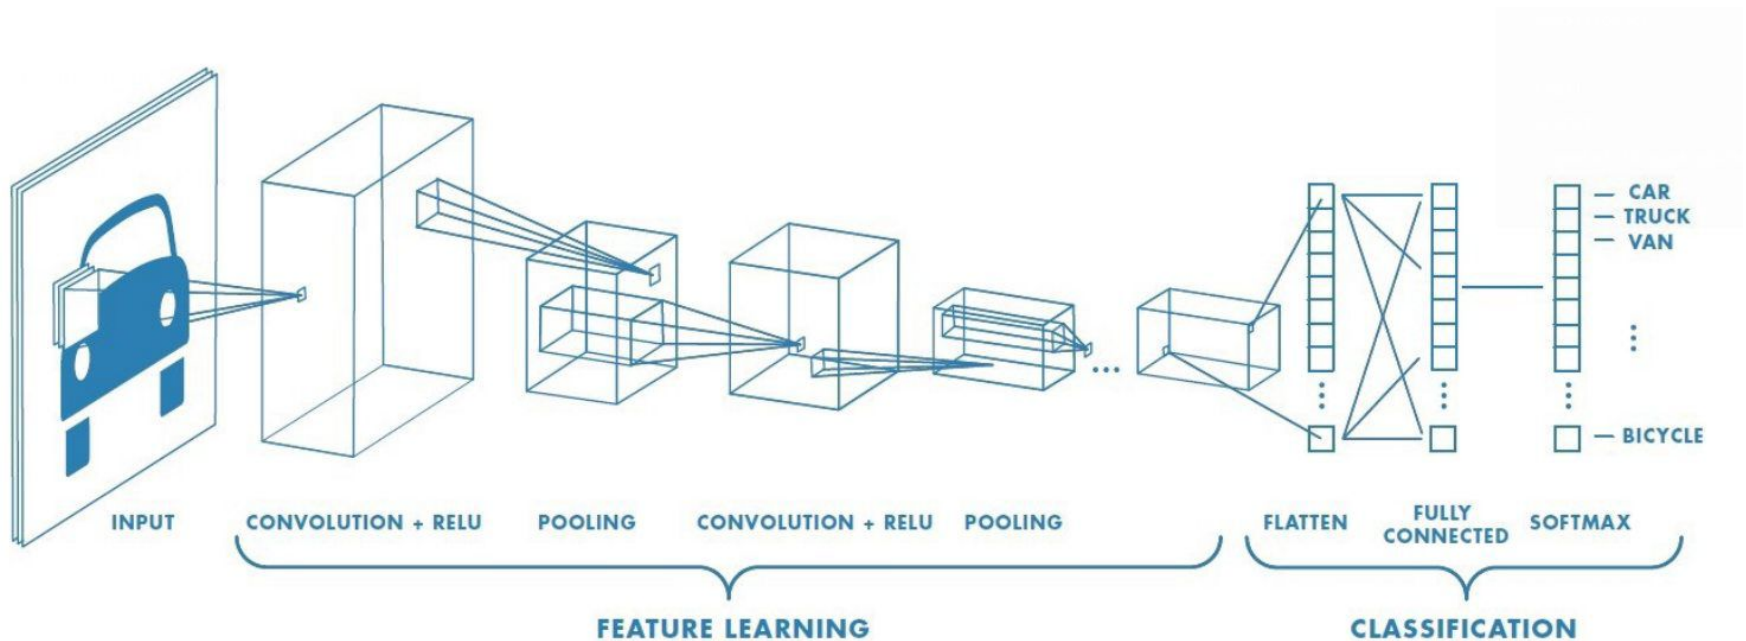 CAR
TRUCK
VAN
BICYCLE
INPUT
CONVOLUTION + RELU
POOLING
CONVOLUTION + RELU
POOLING
FLATTEN
FULLY
CONNECTED
SOFTMAX
FEATURE LEARNING
CLASSIFICATION